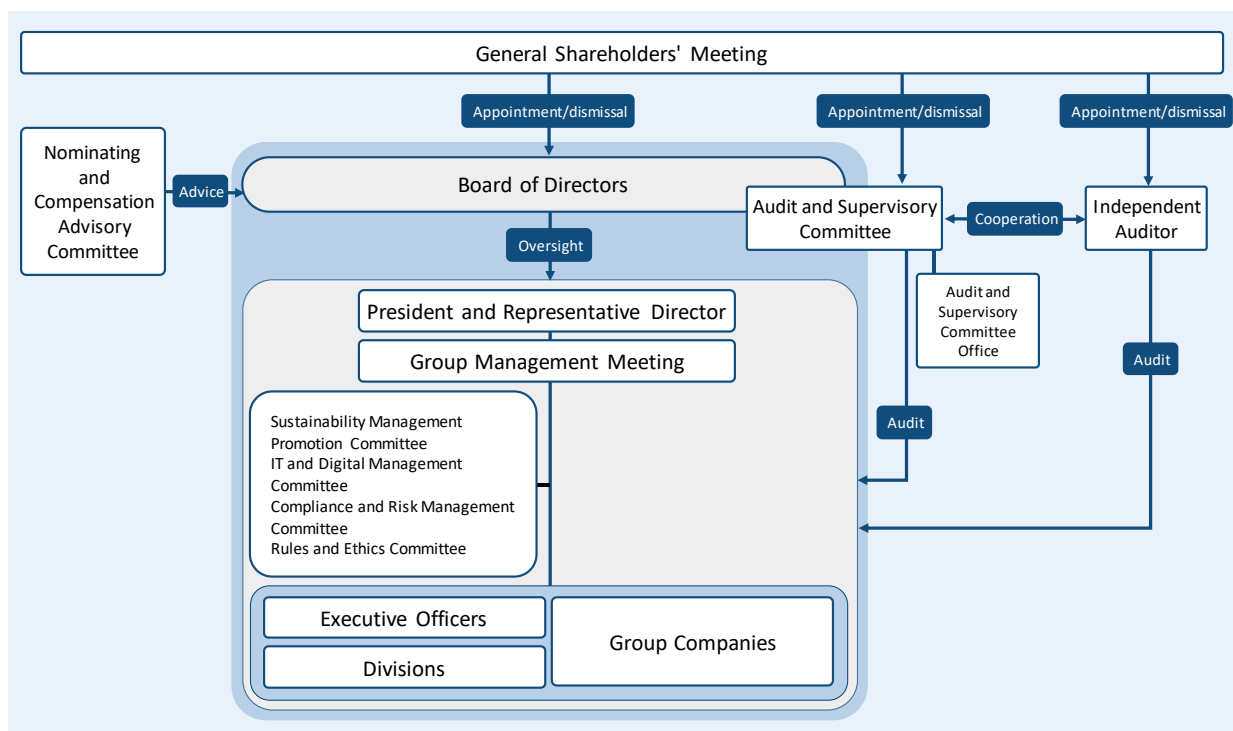 General Shareholders' Meeting
Appointment/dismissal
Appointment/dismissal
Appointment/dismissal
Nominating
and
Compensation
Advisory
Committee
Advice
Board of Directors
Audit and Supervisory
Committee
Cooperation
Independent
Auditor
Oversight
Audit and
Supervisory
Committee
Office
President and Representative Director
Group Management Meeting
Audit
Audit
Sustainability Management
Promotion Committee
IT and Digital Management
Committee
Compliance and Risk Management
Committee
Rules and Ethics Committee
Executive Officers
Divisions
Group Companies